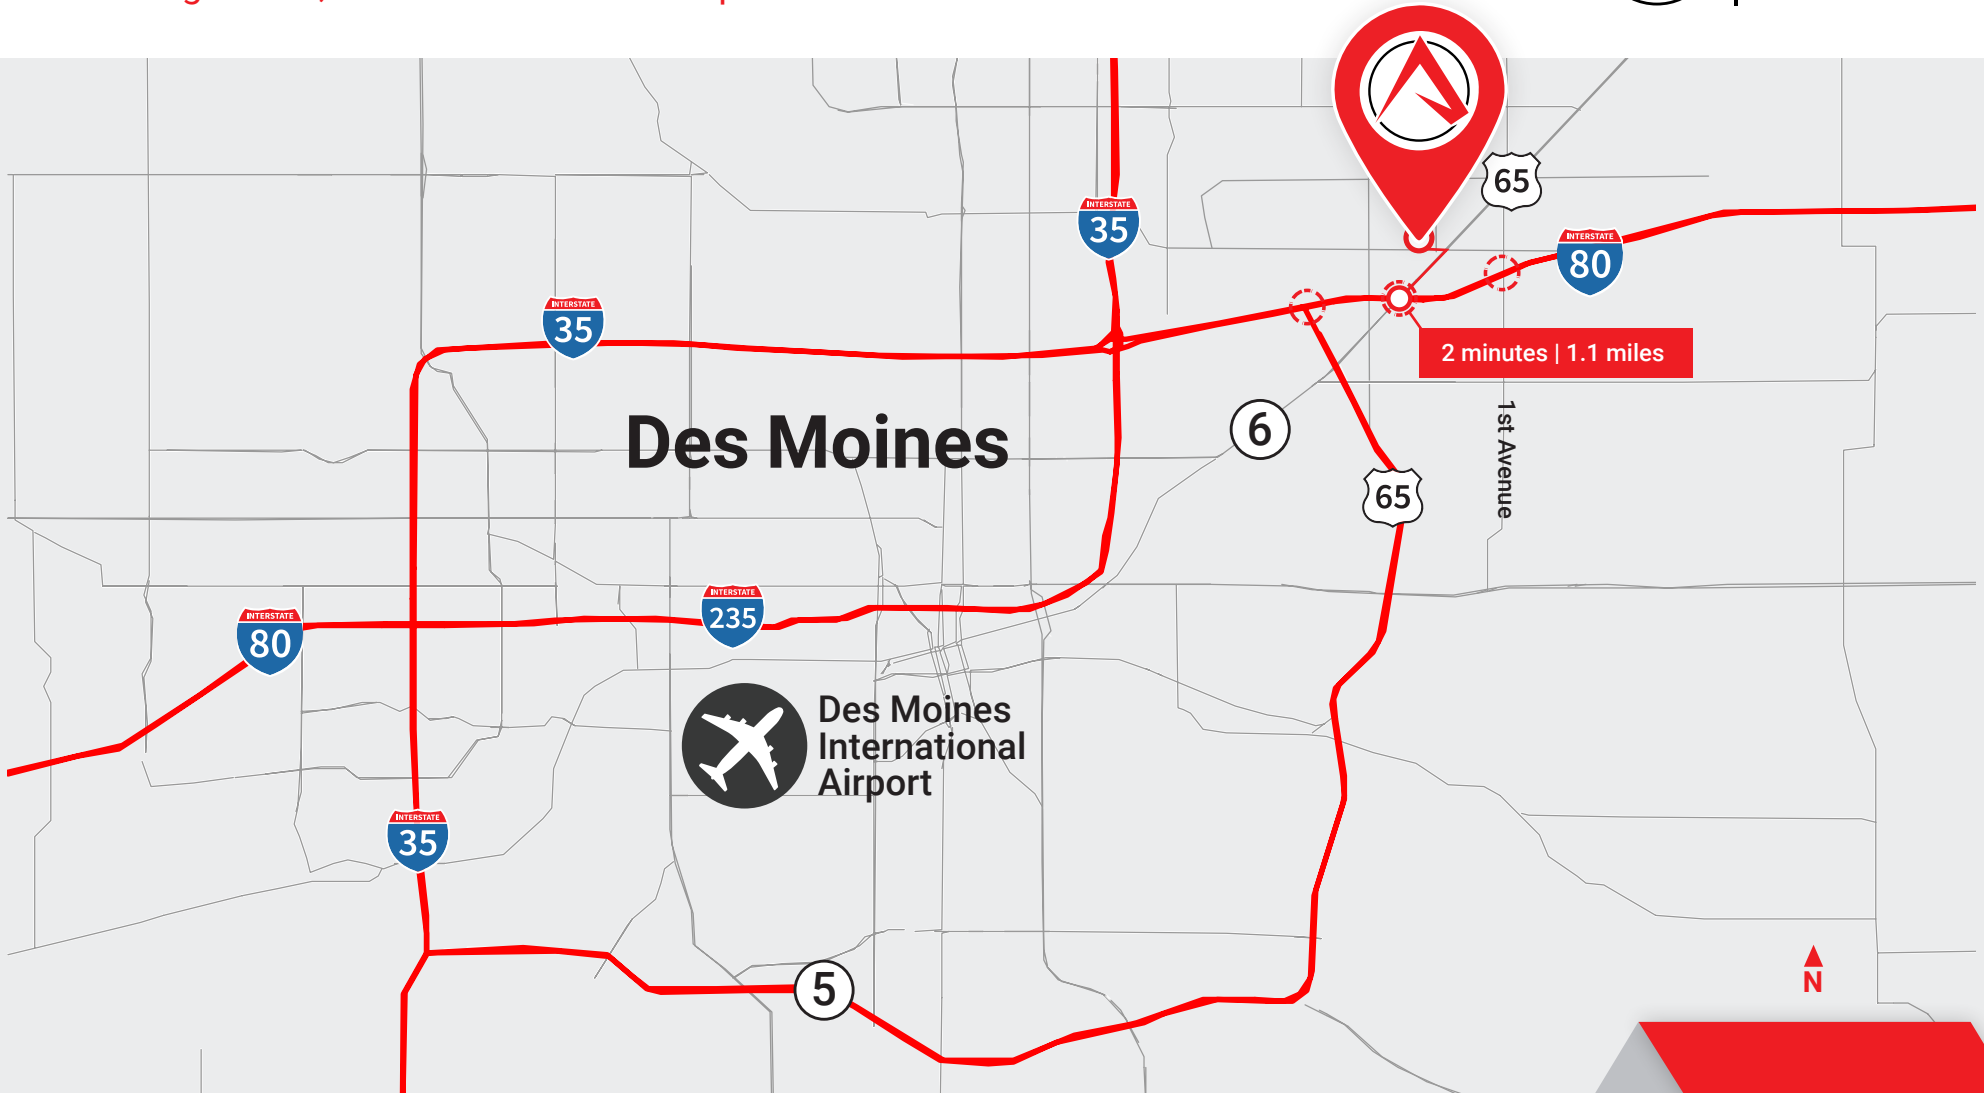 65
INTERSTATE
35
INTERSTATE
80
INTERSTATE
35
2 minutes | 1.1 miles
Des Moines
6
1st Avenue
65
INTERSTATE
235
INTERSTATE
80
Des Moines
International
Airport
INTERSTATE
35
N
5